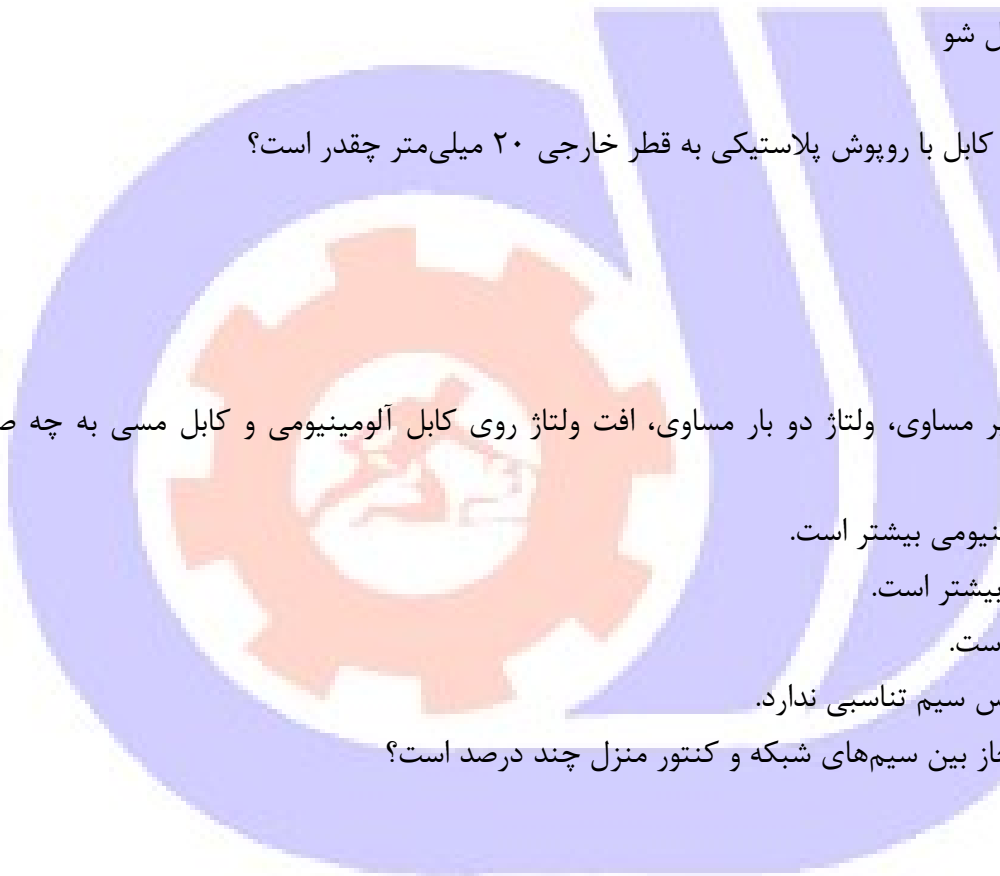 ل شو
کابل با روپوش پلاستیکی به قطر خارجی ۲۰ میلی‌متر چقدر است؟
ر مساوی، ولتاژ دو بار مساوی، افت ولتاژ روی کابل آلومینیومی و کابل مسی به چه ص
نیومی بیشتر است.
بیشتر است.
است.
س سیم تناسبی ندارد.
جاز بین سیم‌های شبکه و کنتور منزل چند درصد است؟